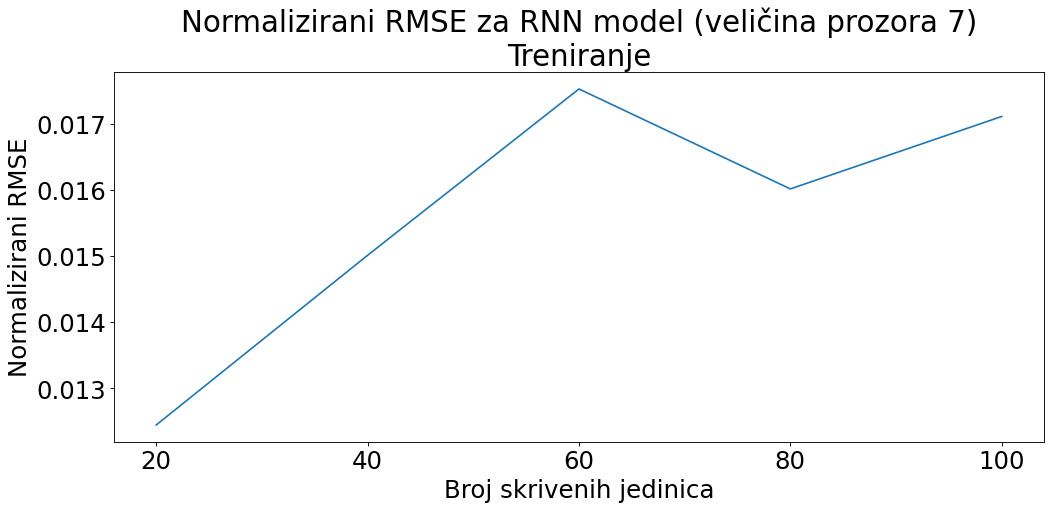 Normalizirani RMSE za RNN model (veličina prozora 7)
Treniranje
Normalizirani RMSE
0.017
0.016
0.015
0.014
0.013
20 40 60 80 100
Broj skrivenih jedinica